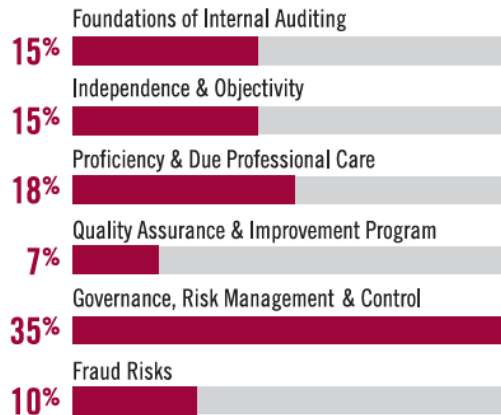 Foundations of Internal Auditing
15%
Independence & Objectivity
15%
Proficiency & Due Professional Care
18%
Quality Assurance & Improvement Program
7%
Governance, Risk Management & Control
35%
Fraud Risks
10%